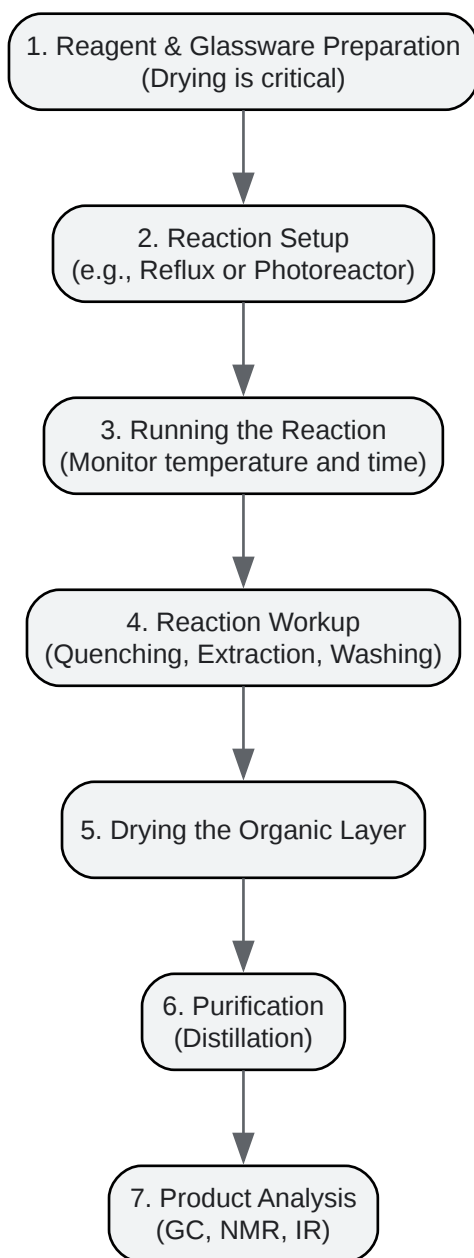 1. Reagent & Glassware Preparation
(Drying is critical)
2. Reaction Setup
(e.g., Reflux or Photoreactor)
3. Running the Reaction
(Monitor temperature and time)
4. Reaction Workup
(Quenching, Extraction, Washing)
5. Drying the Organic Layer
6. Purification
(Distillation)
7. Product Analysis
(GC, NMR, IR)